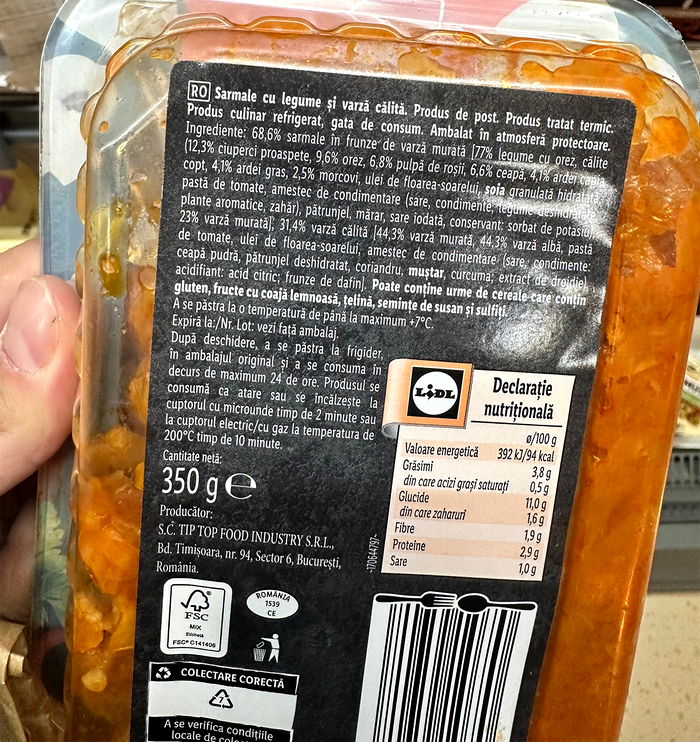 RO Sarmale cu legume și varză călită. Produs de post. Produs tratat termic.
Produs culinar refrigerat, gata de consum. Ambalat în atmosferă protectoare.
Ingrediente: 68,6% sarmale în frunze de varză murată [77% legume cu orez, călite
(12,3% ciuperci proaspete, 9,6% orez, 6,8% pulpă de roșii, 6,6% ceapă, 4,1% ardei capia
copt, 4,1% ardei gras, 2,5% morcovi, ulei de floarea-soarelui, soia granulată hidratată,
pastă de tomate, amestec de condimentare (sare, condimente, legume deshidratate,
plante aromatice, zahăr), pătrunjel, mărar, sare iodată, conservant: sorbat de potasiu),
23% varză murată]; 31,4% varză călită [44,3% varză murată, 44,3% varză albă, pastă
de tomate, ulei de floarea-soarelui, amestec de condimentare (sare, condimente:
ceapă pudră, pătrunjel deshidratat, coriandru, muștar, curcuma; extract de drojdie),
acidifiant: acid citric; frunze de dafin]. Poate conține urme de cereale care conțin
gluten, fructe cu coajă lemnoasă, țelină, semințe de susan și sulfiți.
A se păstra la o temperatură de până la maximum +7°C.
Expiră la:/Nr. Lot: vezi față ambalaj.
După deschidere, a se păstra la frigider,
în ambalajul original și a se consuma în
decurs de maximum 24 de ore. Produsul se
consumă ca atare sau se încălzește la
cuptorul cu microunde timp de 2 minute sau
la cuptorul electric/cu gaz la temperatura de
200°C timp de 10 minute.
Cantitate netă:
350 g ℮
Producător:
S.C. TIP TOP FOOD INDUSTRY S.R.L.,
Bd. Timișoara, nr. 94, Sector 6, București,
România.
LIDL
Declarație
nutrițională
ø/100 g
Valoare energetică 392 kJ/94 kcal
Grăsimi 3,8 g
din care acizi grași saturați 0,5 g
Glucide 11,0 g
din care zaharuri 1,6 g
Fibre 1,9 g
Proteine 2,9 g
Sare 1,0 g
-170644797-
FSC
MIX
Etichetă
FSC® C141406
ROMÂNIA
1539
CE
COLECTARE CORECTĂ
7
A se verifica condițiile